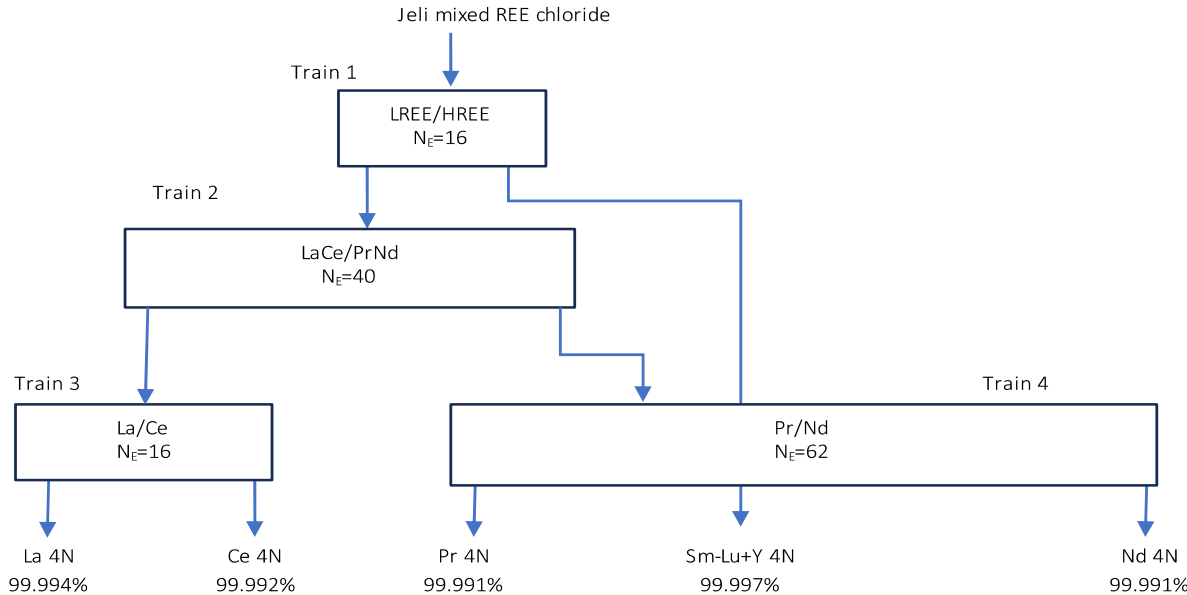 Jeli mixed REE chloride
Train 1
LREE/HREE
NE=16
Train 2
LaCe/PrNd
NE=40
Train 3
Train 4
La/Ce
NE=16
Pr/Nd
NE=62
La 4N
99.994%
Ce 4N
99.992%
Pr 4N
99.991%
Sm-Lu+Y 4N
99.997%
Nd 4N
99.991%